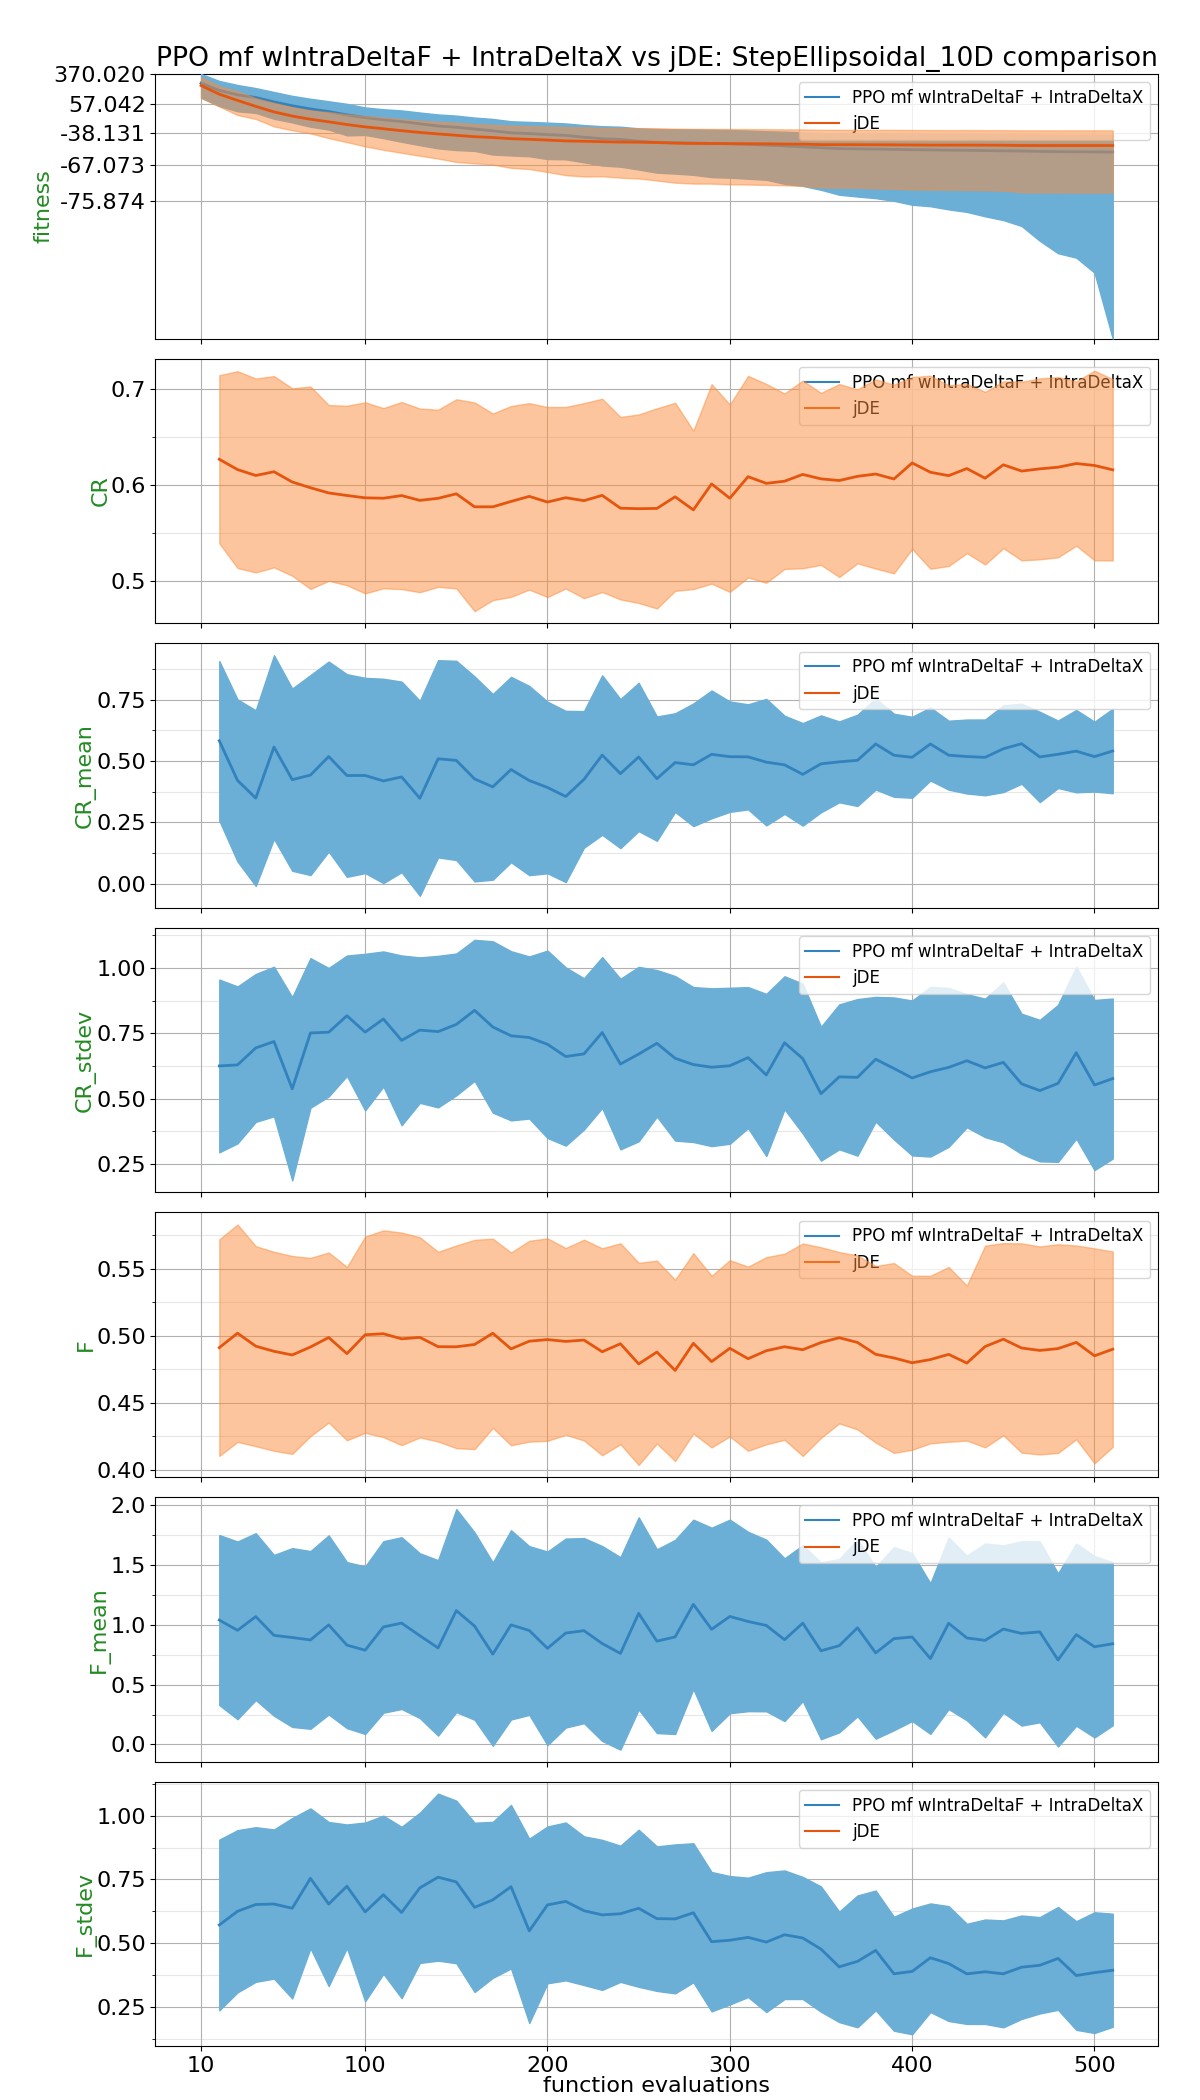 PPO mf wIntraDeltaF + IntraDeltaX vs jDE: StepEllipsoidal_10D comparison
370.020
57.042
-38.131
-67.073
-75.874
fitness
PPO mf wIntraDeltaF + IntraDeltaX
jDE
0.7
0.6
0.5
CR
PPO mf wIntraDeltaF + IntraDeltaX
jDE
0.75
0.50
0.25
0.00
CR_mean
PPO mf wIntraDeltaF + IntraDeltaX
jDE
1.00
0.75
0.50
0.25
CR_stdev
PPO mf wIntraDeltaF + IntraDeltaX
jDE
0.55
0.50
0.45
0.40
F
PPO mf wIntraDeltaF + IntraDeltaX
jDE
2.0
1.5
1.0
0.5
0.0
F_mean
PPO mf wIntraDeltaF + IntraDeltaX
jDE
1.00
0.75
0.50
0.25
F_stdev
PPO mf wIntraDeltaF + IntraDeltaX
jDE
10 100 200 300 400 500
function evaluations